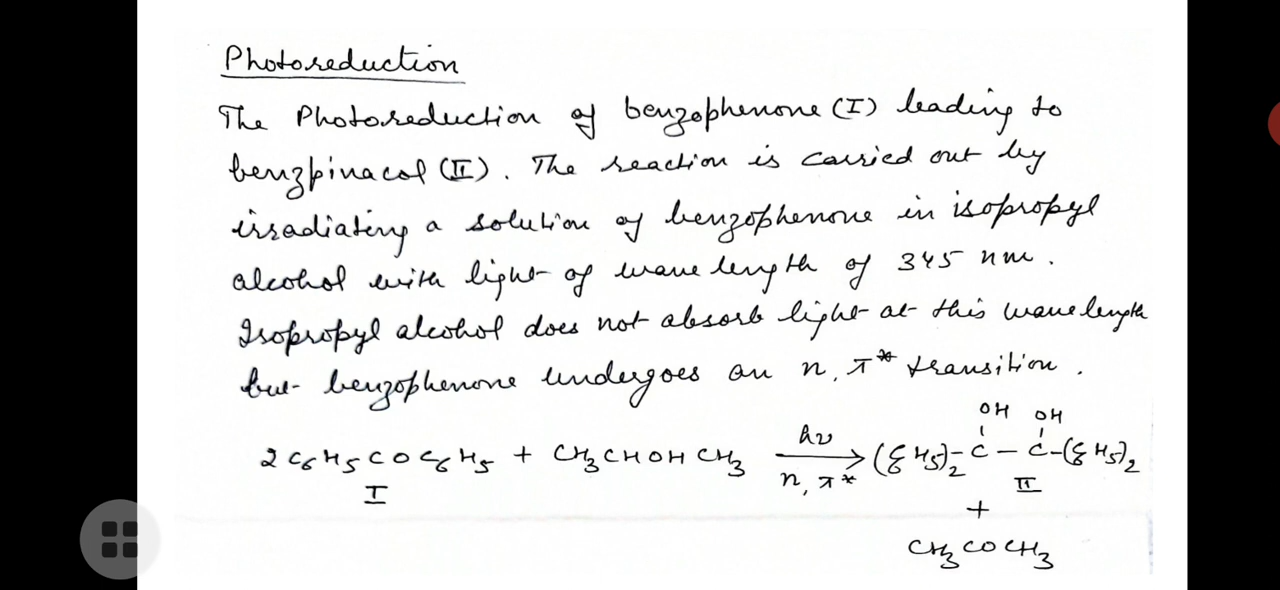 Photoreduction
The Photoreduction of benzophenone (I) leading to
benzpinacol (II). The reaction is carried out by
irradiating a solution of benzophenone in isopropyl
alcohol with light of wave length of 345 nm.
Isopropyl alcohol does not absorb light at this wavelength
but benzophenone undergoes an n, π* transition.
OH OH
2 C6H5COC6H5 + CH3CHOHCH3 hν n, π* → (C6H5)2-C-C-(C6H5)2
I II
+
CH3COCH3